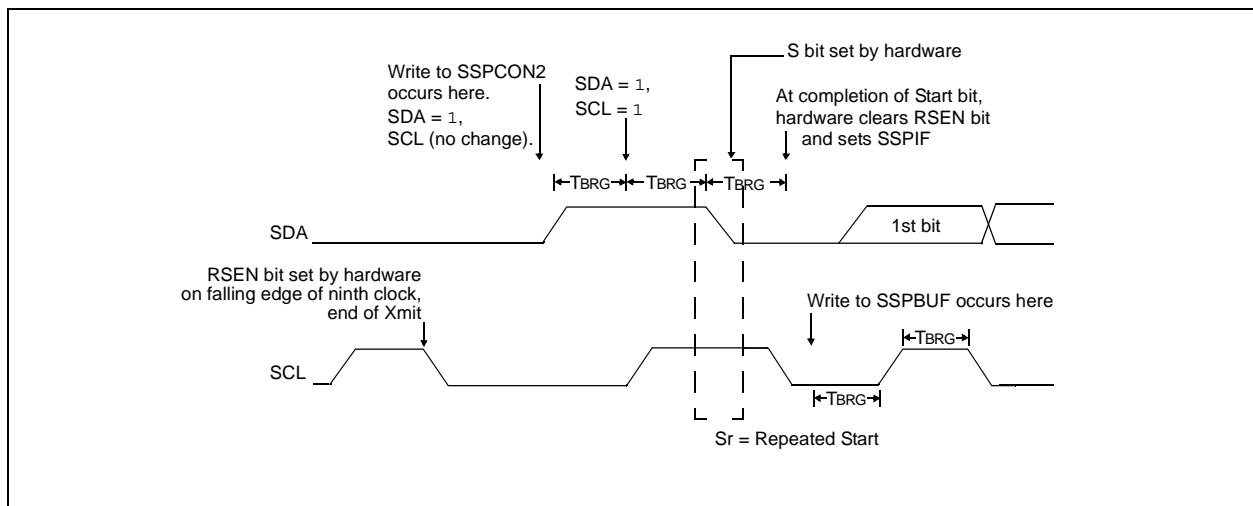 S bit set by hardware
Write to SSPCON2
occurs here.
SDA = 1,
SCL (no change).
SDA = 1,
SCL = 1
At completion of Start bit,
hardware clears RSEN bit
and sets SSPIF
TBRG
TBRG
TBRG
SDA
1st bit
RSEN bit set by hardware
on falling edge of ninth clock,
end of Xmit
Write to SSPBUF occurs here
TBRG
SCL
TBRG
Sr = Repeated Start